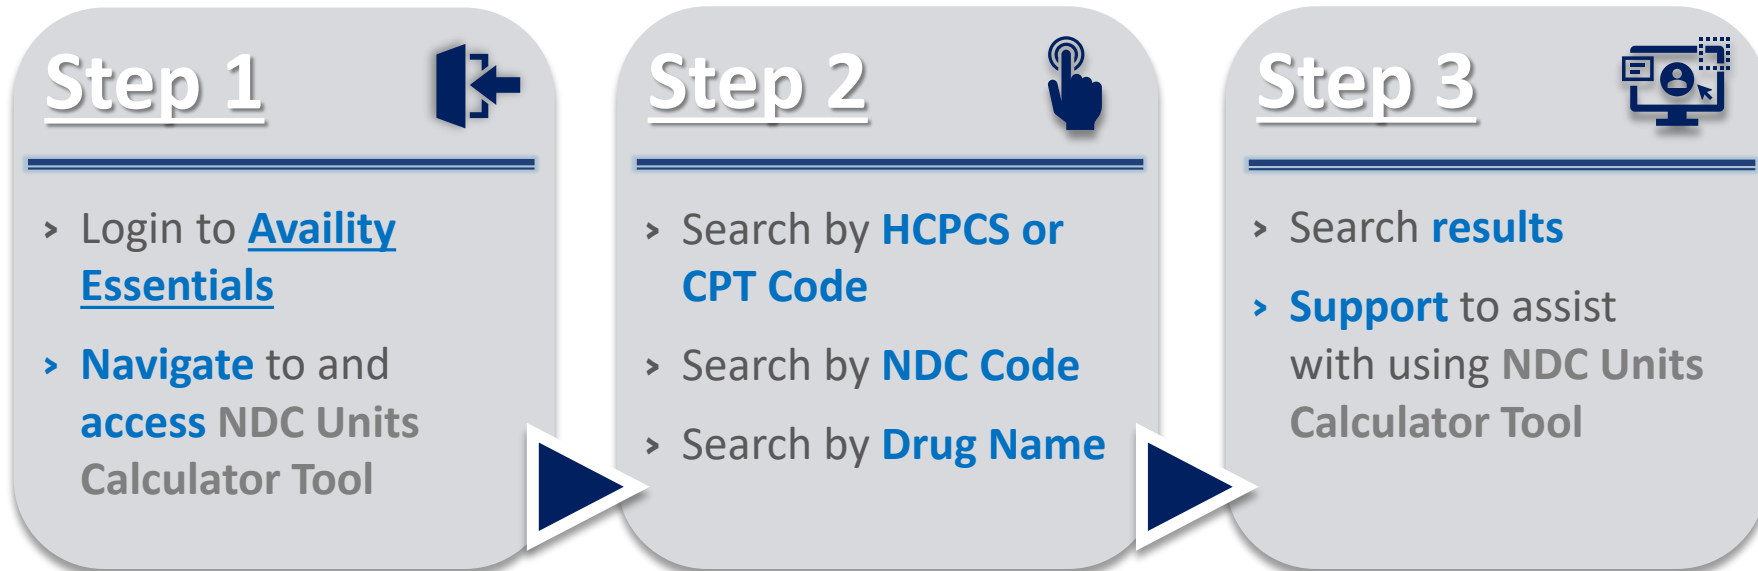 Step 1
> Login to Availity
Essentials
> Navigate to and
access NDC Units
Calculator Tool
Step 2
> Search by HCPCS or
CPT Code
> Search by NDC Code
> Search by Drug Name
Step 3
> Search results
> Support to assist
with using NDC Units
Calculator Tool